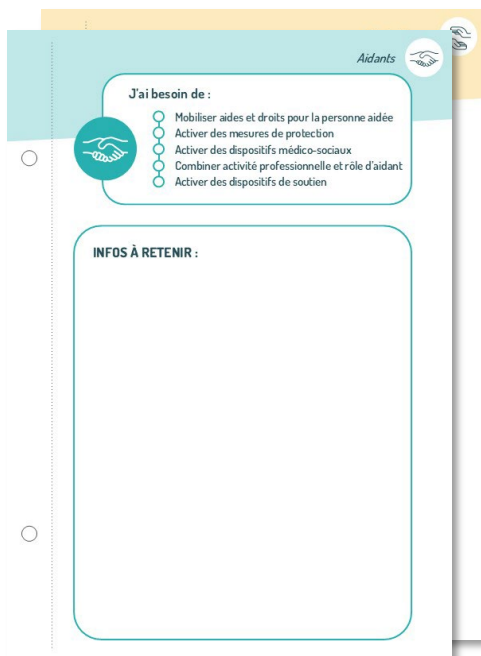 Aidants
J'ai besoin de :
Mobiliser aides et droits pour la personne aidée
Activer des mesures de protection
Activer des dispositifs médico-sociaux
Combiner activité professionnelle et rôle d'aidant
Activer des dispositifs de soutien
INFOS À RETENIR :